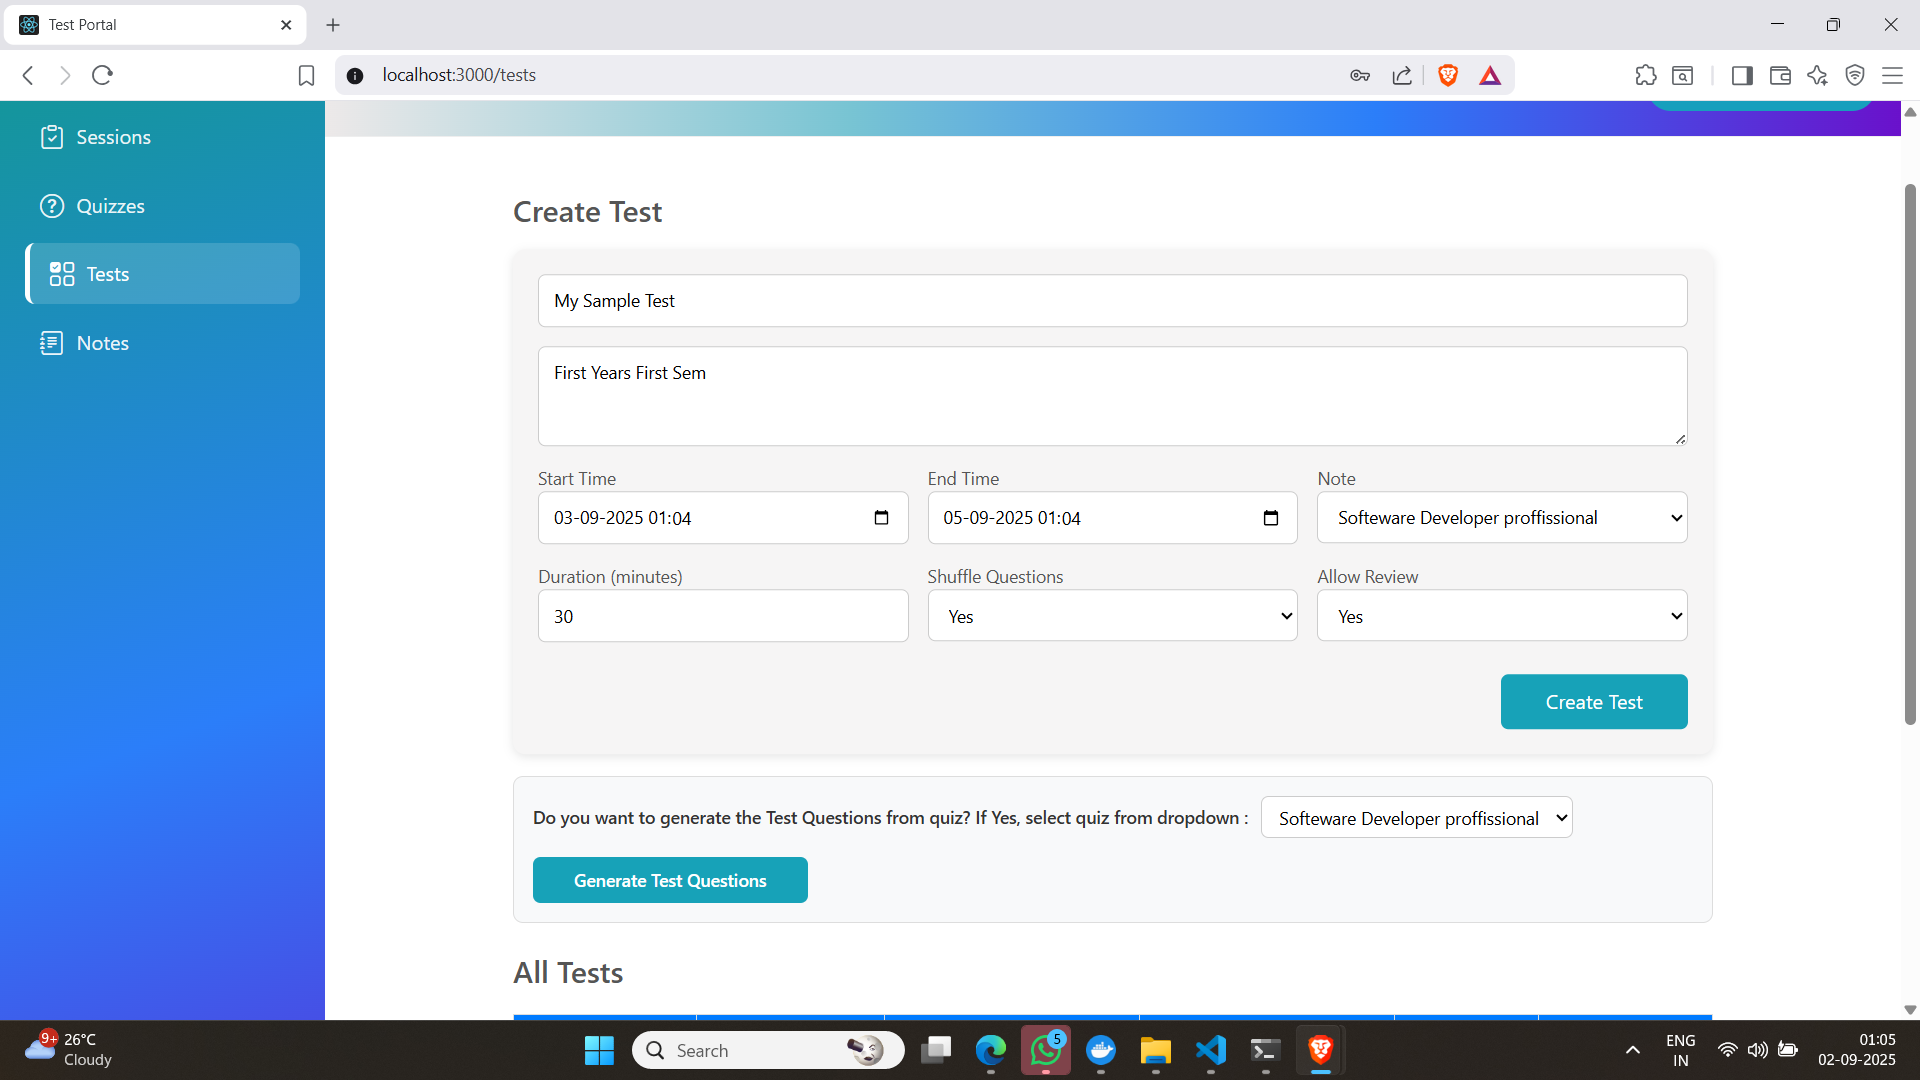 Test Portal
localhost:3000/tests
Sessions
Quizzes
Tests
Notes
Create Test
My Sample Test
First Years First Sem
Start Time End Time Note
03-09-2025 01:04 05-09-2025 01:04 Softeware Developer proffissional
Duration (minutes) Shuffle Questions Allow Review
30 Yes Yes
Create Test
Do you want to generate the Test Questions from quiz? If Yes, select quiz from dropdown : Softeware Developer proffissional
Generate Test Questions
All Tests
9+ 26°C
Cloudy
Search
5
ENG
IN
01:05
02-09-2025